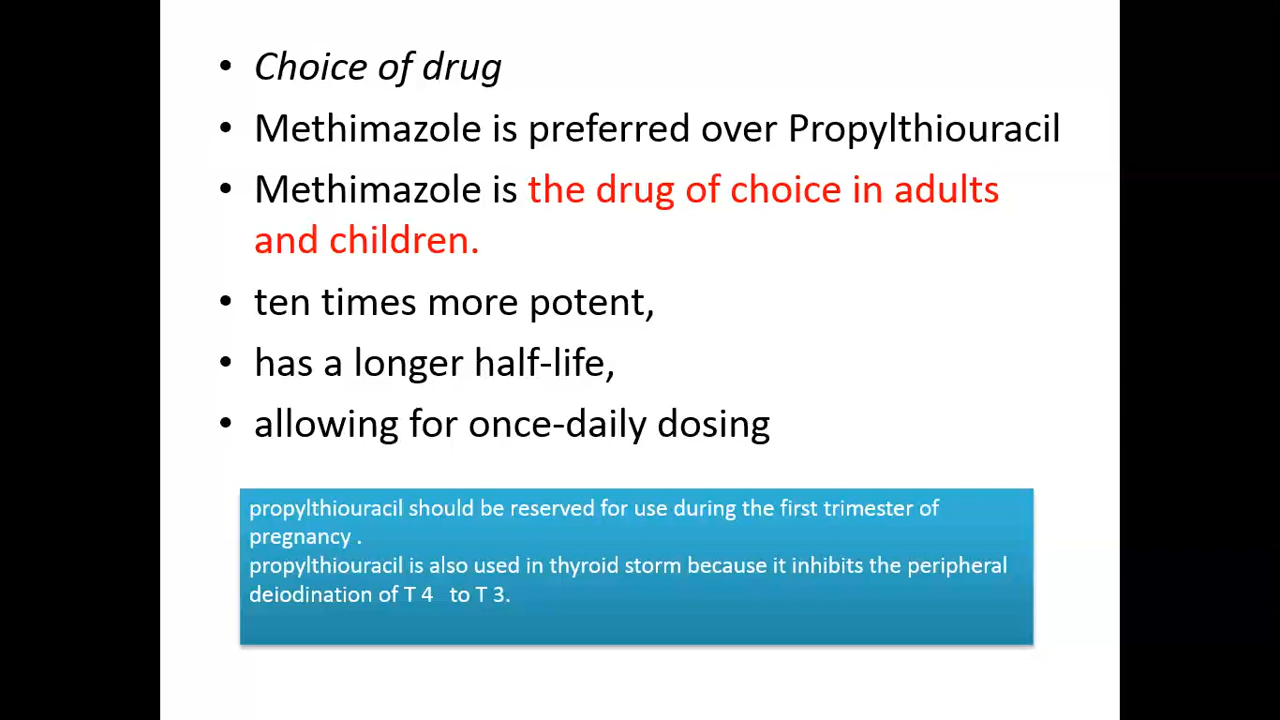 • Choice of drug
• Methimazole is preferred over Propylthiouracil
• Methimazole is the drug of choice in adults
and children.
• ten times more potent,
• has a longer half-life,
• allowing for once-daily dosing
propylthiouracil should be reserved for use during the first trimester of
pregnancy .
propylthiouracil is also used in thyroid storm because it inhibits the peripheral
deiodination of T 4 to T 3.